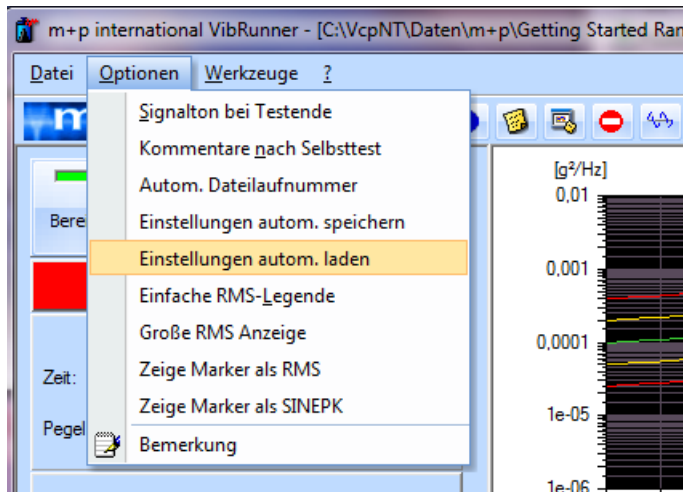 m+p international VibRunner - [C:\VcpNT\Daten\m+p\Getting Started Ran
Datei Optionen Werkzeuge ?
m
Signalton bei Testende
Kommentare nach Selbsttest
Autom. Dateilaufnummer
Einstellungen autom. speichern
Einstellungen autom. laden
Einfache RMS-Legende
Große RMS Anzeige
Zeige Marker als RMS
Zeige Marker als SINEPK
Bemerkung
Bere
Zeit:
Pegel
[g²/Hz]
0,01
0,001
0,0001
1e-05
1e-06